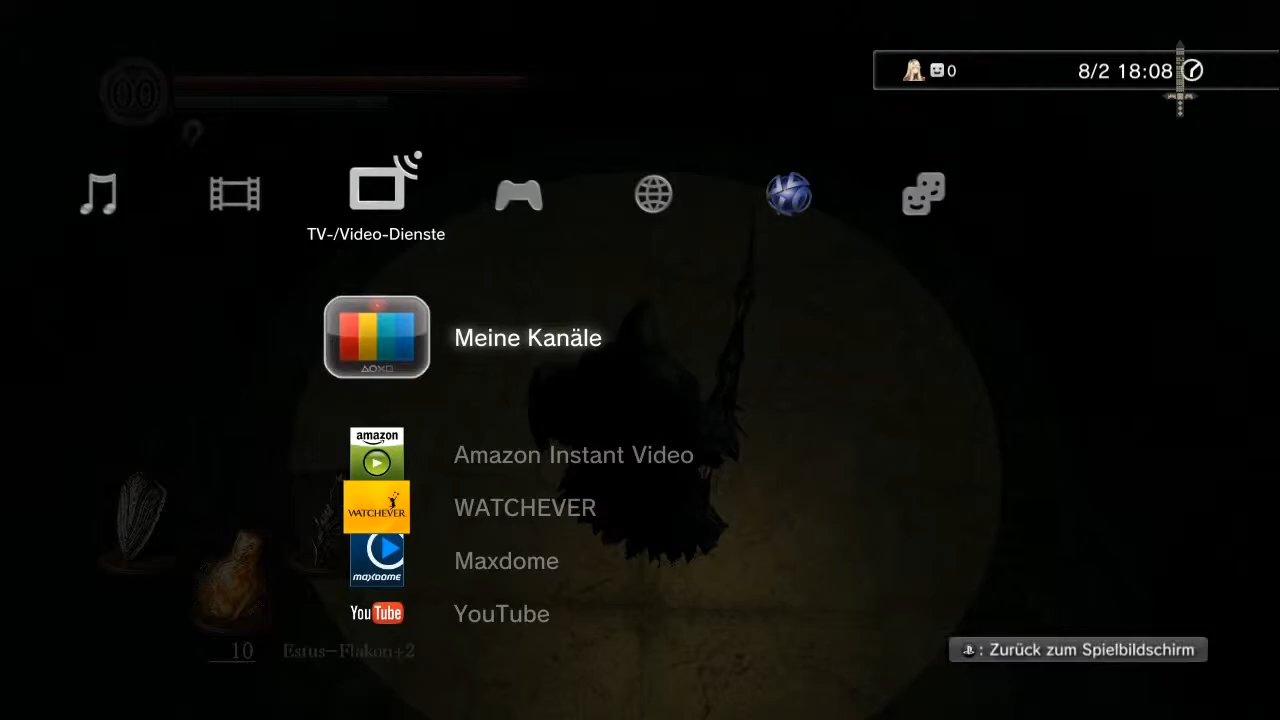 00
0
8/2 18:08
TV-/Video-Dienste
Meine Kanäle
amazon
Amazon Instant Video
WATCHEVER
WATCHEVER
maxdome
Maxdome
YouTube
YouTube
10
Estus-Flakon+2
: Zurück zum Spielbildschirm